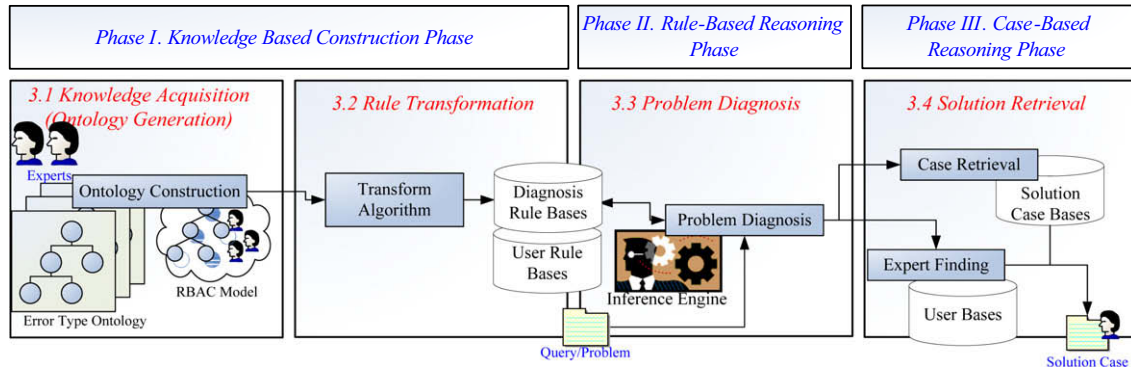 Phase I. Knowledge Based Construction Phase
Phase II. Rule-Based Reasoning
Phase
Phase III. Case-Based
Reasoning Phase
3.1 Knowledge Acquisition
(Ontology Generation)
Experts
Ontology Construction
RBAC Model
Error Type Ontology
3.2 Rule Transformation
Transform
Algorithm
Diagnosis
Rule Bases
User Rule
Bases
Query/Problem
3.3 Problem Diagnosis
Problem Diagnosis
Inference Engine
3.4 Solution Retrieval
Case Retrieval
Solution
Case Bases
Expert Finding
User Bases
Solution Case